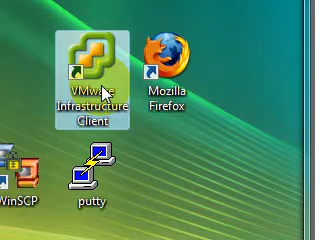 VMware
Infrastructure
Client
Mozilla
Firefox
WinSCP
putty